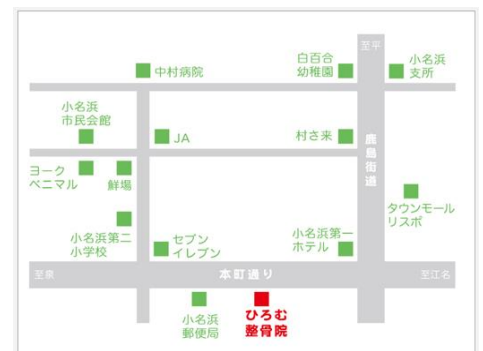 至平
白百合
幼稚園
小名浜
支所
中村病院
小名浜
市民会館
JA
村さ来
鹿島街道
ヨーク
ベニマル
鮮場
タウンモール
リスポ
小名浜第二
小学校
セブン
イレブン
小名浜第一
ホテル
至泉
本町通り
至江名
小名浜
郵便局
ひろむ
整骨院